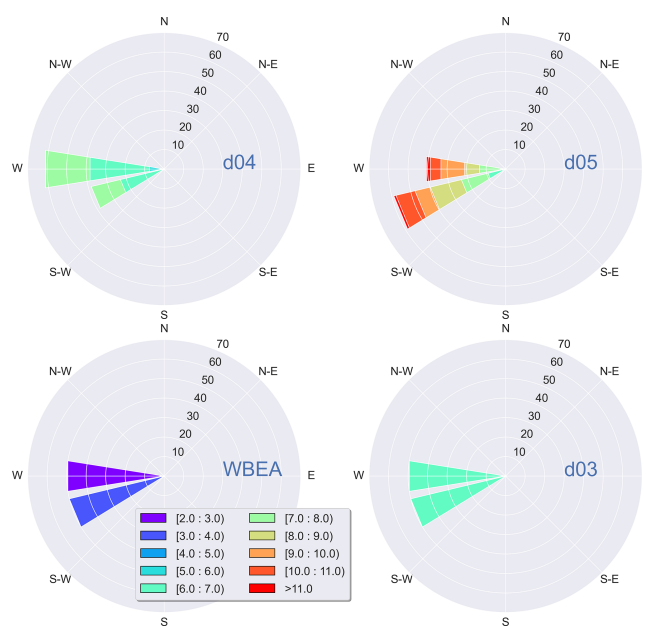 N
N
70
70
60
60
N-W
N-E
N-W
N-E
50
50
40
40
30
30
20
20
10
10
d04
d05
W
E
W
S-W
S-E
S-W
S-E
S
S
N
N
70
70
60
60
N-W
N-E
N-W
N-E
50
50
40
40
30
30
20
20
10
10
WBEA
d03
W
E
W
[2.0 : 3.0)
[7.0 : 8.0)
[3.0 : 4.0)
[8.0 : 9.0)
[4.0 : 5.0)
[9.0 : 10.0)
[5.0 : 6.0)
[10.0 : 11.0)
[6.0 : 7.0)
>11.0
S-W
S-E
S
S